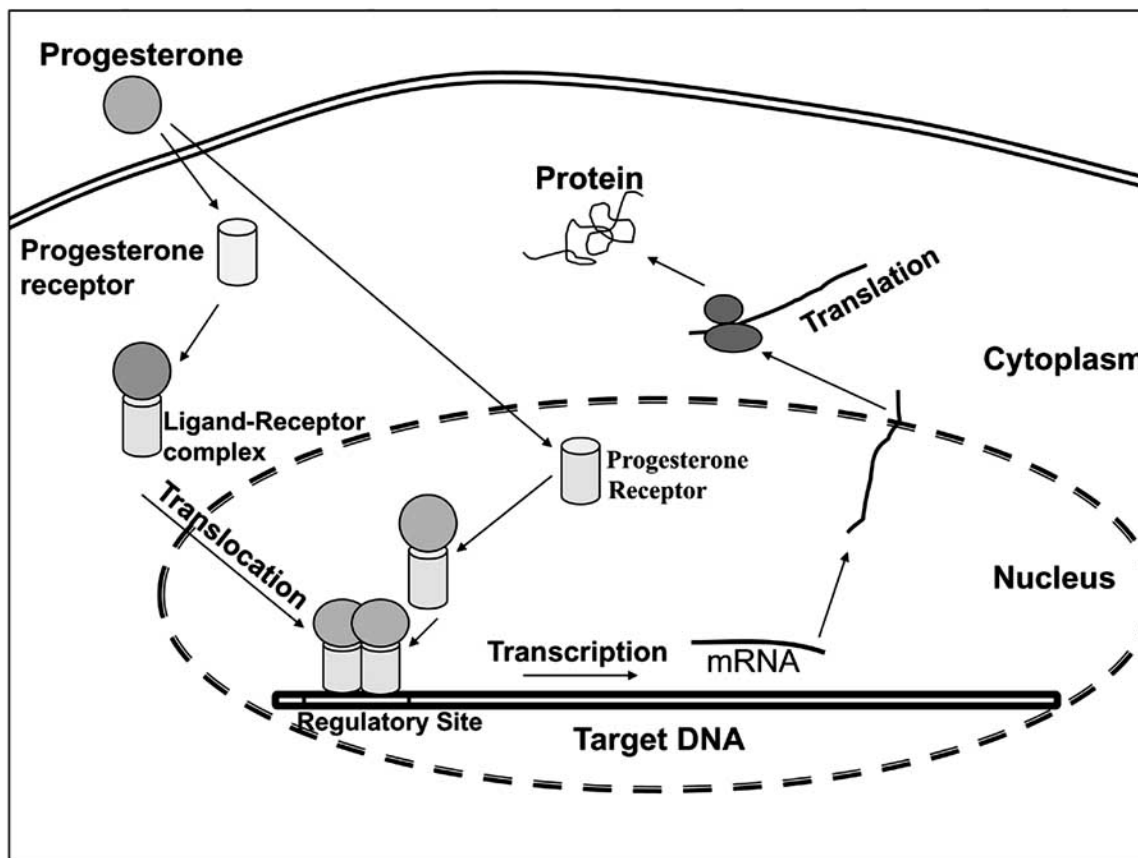 Progesterone
Protein
Progesterone
receptor
Translation
Cytoplasm
Ligand-Receptor
complex
Progesterone
Receptor
Translocation
Nucleus
Transcription
mRNA
Regulatory Site
Target DNA